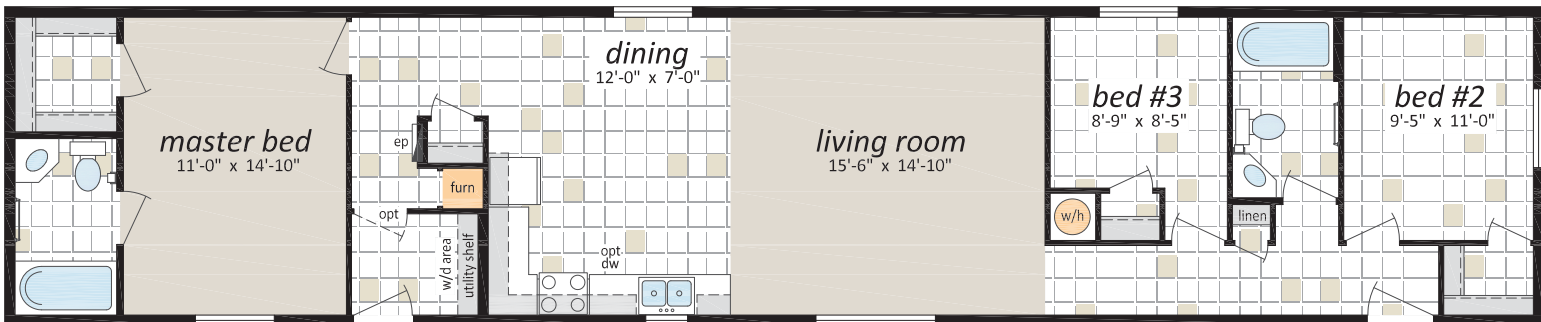 master bed
11'-0" x 14'-10"
ep
furn
opt
w/d area
utility shelf
dining
12'-0" x 7'-0"
opt
dw
living room
15'-6" x 14'-10"
bed #3
8'-9" x 8'-5"
w/h
linen
bed #2
9'-5" x 11'-0"